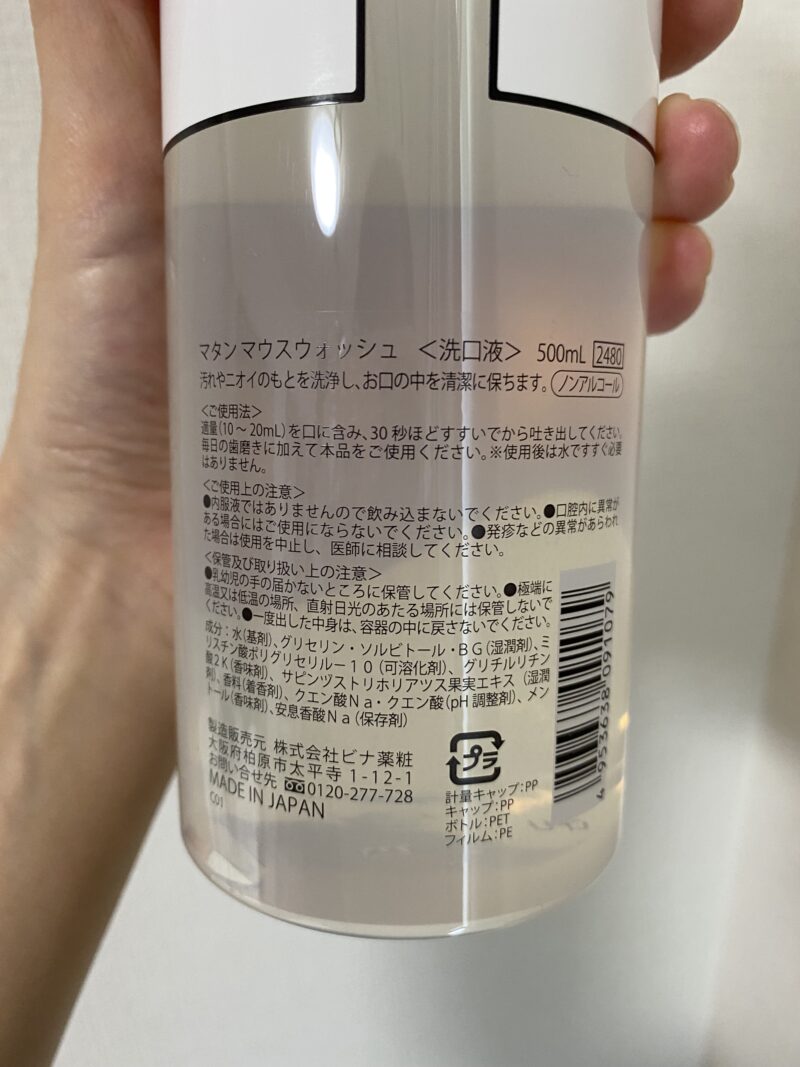 マタンマウスウォッシュ <洗口液> 500mL 2480
汚れやニオイのもとを洗浄し、お口の中を清潔に保ちます。 ノンアルコール
<ご使用法>
適量(10～20mL)を口に含み、30秒ほどすすいでから吐き出してください。
毎日の歯磨きに加えて本品をご使用ください。※使用後は水ですすぐ必要
はありません。
<ご使用上の注意>
●内服液ではありませんので飲み込まないでください。●口腔内に異常が
ある場合にはご使用にならないでください。●発疹などの異常があらわれ
た場合は使用を中止し、医師に相談してください。
<保管及び取り扱い上の注意>
●乳幼児の手の届かないところに保管してください。●極端に
高温又は低温の場所、直射日光のあたる場所には保管しないで
ください。●一度出した中身は、容器の中に戻さないでください。
成分:水(基剤)、グリセリン・ソルビトール・BG(湿潤剤)、ミ
リスチン酸ポリグリセリル－10(可溶化剤)、グリチルリチン
酸2K(香味剤)、サピンヅストリホリアツス果実エキス(湿潤
剤)、香料(着香剤)、クエン酸Na・クエン酸(pH調整剤)、メン
トール(香味剤)、安息香酸Na(保存剤)
製造販売元 株式会社ビナ薬粧
大阪府柏原市太平寺1-12-1
お問い合せ先 0120-277-728
MADE IN JAPAN
C01
プラ
計量キャップ:PP
キャップ:PP
ボトル:PET
フィルム:PE
4953638091079